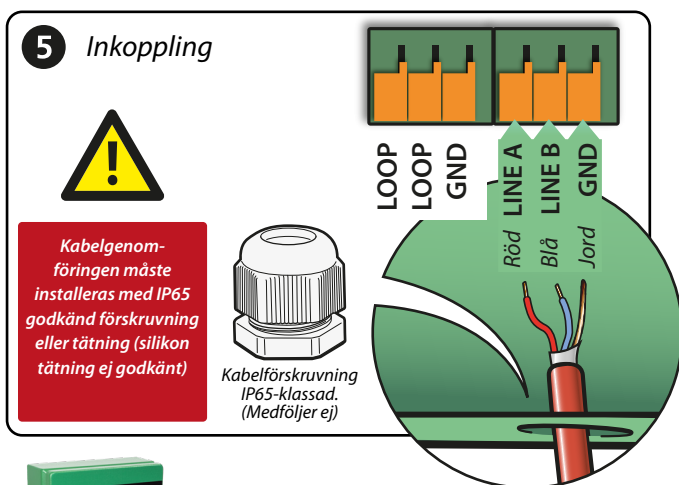 5 Inkoppling
LOOP
LOOP
GND
LINE A
LINE B
GND
Röd
Blå
Jord
!
Kabelgenom-
föringen måste
installeras med IP65
godkänd förskruvning
eller tätning (silikon
tätning ej godkänt)
Kabelförskruvning
IP65-klassad.
(Medföljer ej)